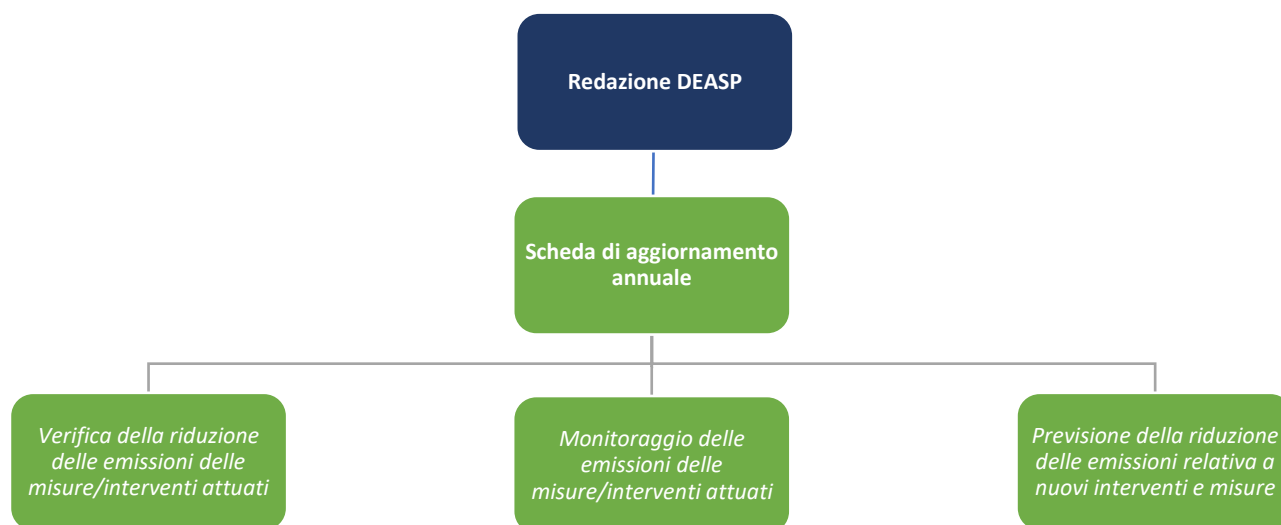 Redazione DEASP
Scheda di aggiornamento
annuale
Verifica della riduzione
delle emissioni delle
misure/interventi attuati
Monitoraggio delle
emissioni delle
misure/interventi attuati
Previsione della riduzione
delle emissioni relativa a
nuovi interventi e misure